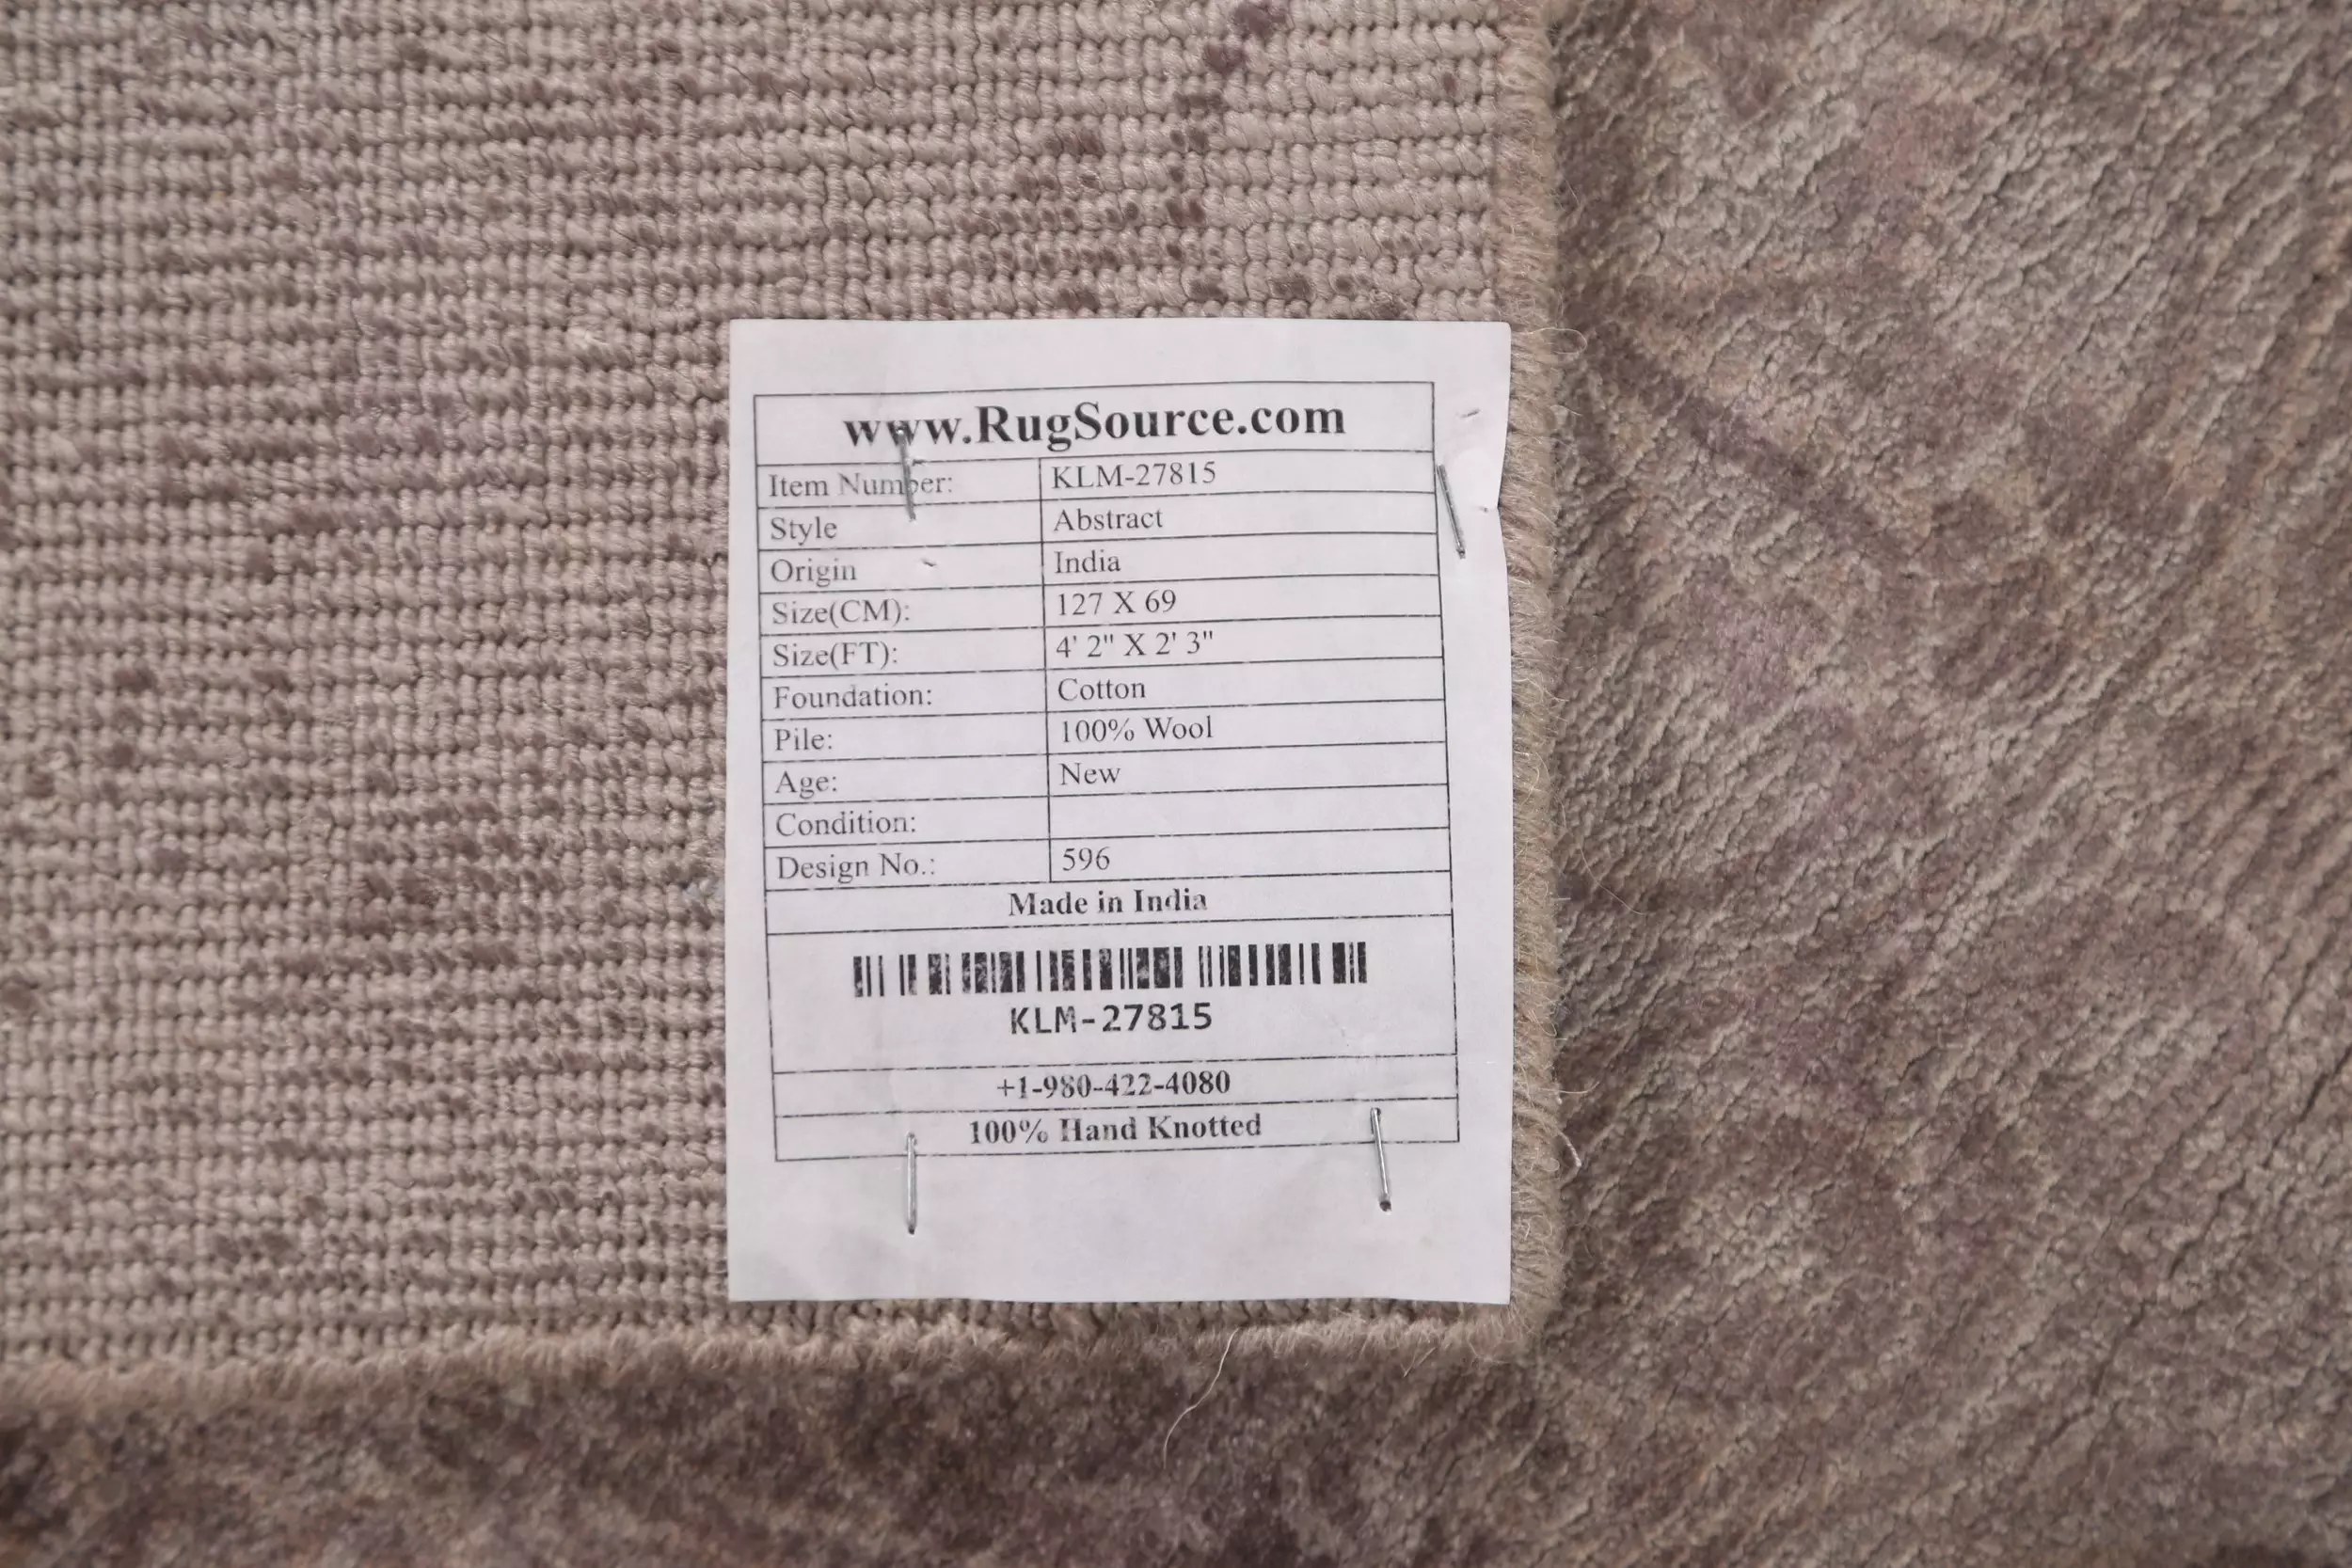 www.RugSource.com
Item Number: KLM-27815
Style Abstract
Origin India
Size(CM): 127 X 69
Size(FT): 4' 2" X 2' 3"
Foundation: Cotton
Pile: 100% Wool
Age: New
Condition:
Design No.: 596
Made in India
KLM-27815
+1-980-422-4080
100% Hand Knotted